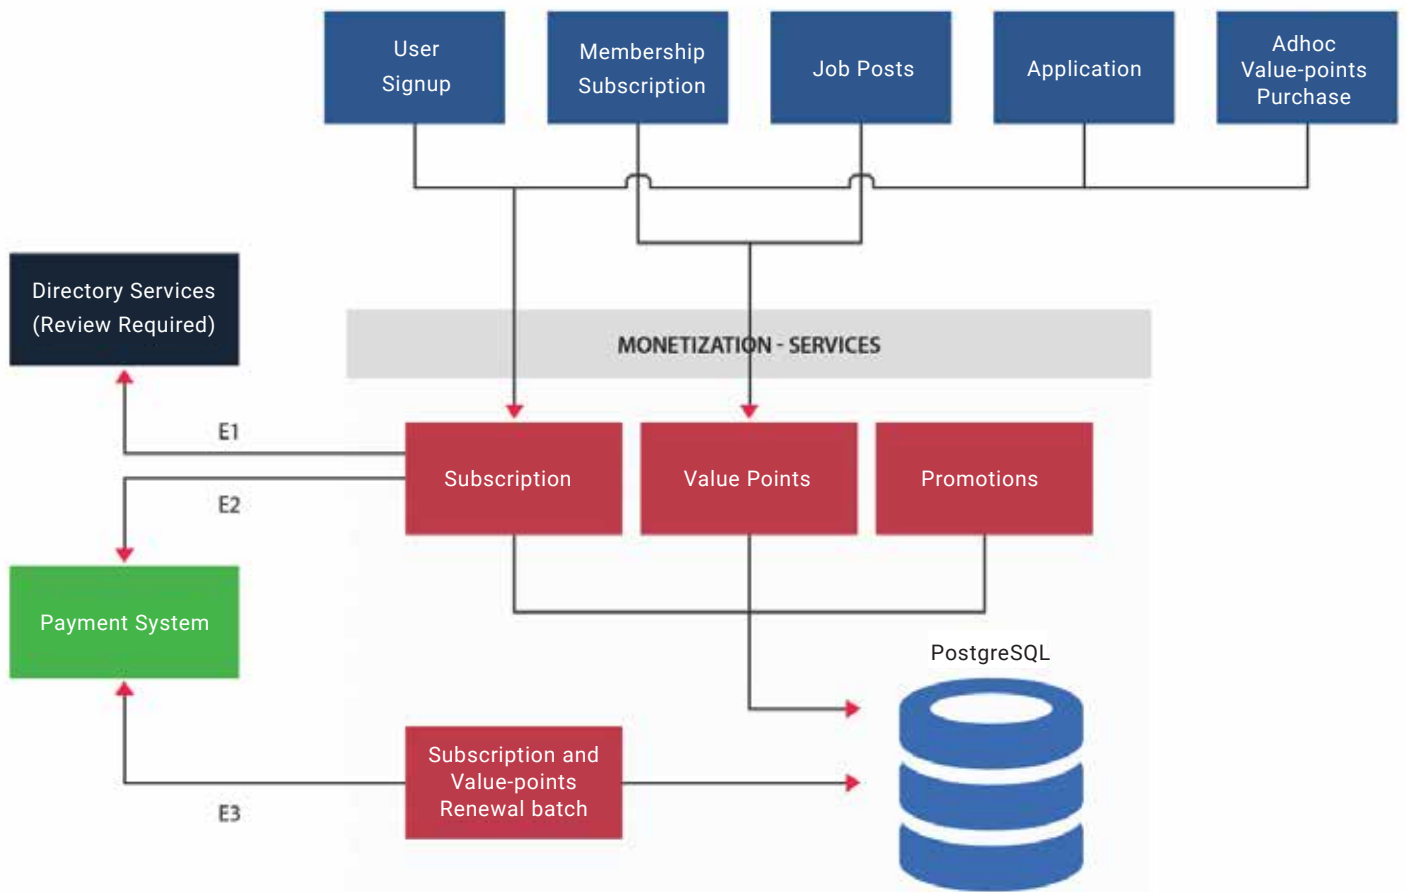 User
Signup
Membership
Subscription
Job Posts
Application
Adhoc
Value-points
Purchase
Directory Services
(Review Required)
MONETIZATION - SERVICES
E1
Subscription
Value Points
Promotions
E2
Payment System
PostgreSQL
Subscription and
Value-points
Renewal batch
E3